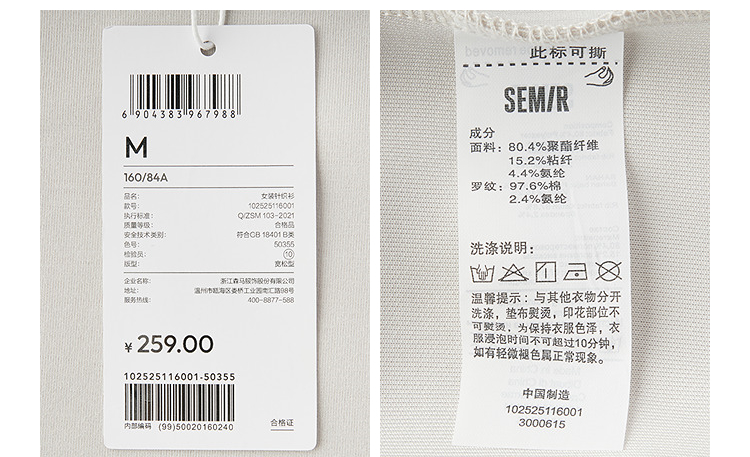 6 904383 967988
M
160/84A
品名: 女装针织衫
款号: 102525116001
执行标准: Q/ZSM 103-2021
质量等级: 合格品
安全技术类别: 符合GB 18401 B类
色号: 50355
检验员: 10
版型: 宽松型
企业名称: 浙江森马服饰股份有限公司
地址: 温州市瓯海区娄桥工业园南汇路98号
服务热线: 400-8877-588
¥ 259.00
102525116001-50355
内部编码 (99)50020160240
合格证
此标可撕
SEM/R
成分
面料: 80.4%聚酯纤维
15.2%粘纤
4.4%氨纶
罗纹: 97.6%棉
2.4%氨纶
洗涤说明:
温馨提示: 与其他衣物分开
洗涤, 垫布熨烫, 印花部位不
可熨烫, 为保持衣服色泽, 衣
服浸泡时间不可超过10分钟,
如有轻微褪色属正常现象。
中国制造
102525116001
3000615